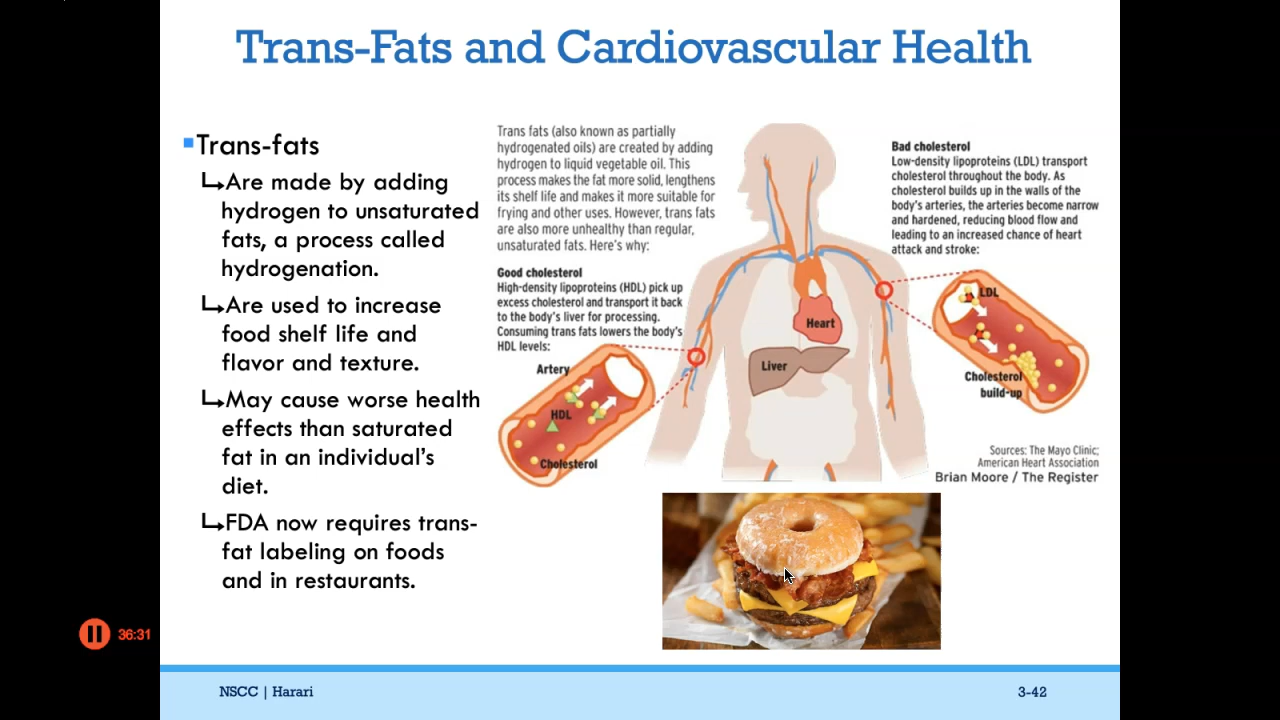 Trans-Fats and Cardiovascular Health
Trans-fats
Are made by adding
hydrogen to unsaturated
fats, a process called
hydrogenation.
Are used to increase
food shelf life and
flavor and texture.
May cause worse health
effects than saturated
fat in an individual's
diet.
FDA now requires trans-
fat labeling on foods
and in restaurants.
Trans fats (also known as partially
hydrogenated oils) are created by adding
hydrogen to liquid vegetable oil. This
process makes the fat more solid, lengthens
its shelf life and makes it more suitable for
frying and other uses. However, trans fats
are also more unhealthy than regular,
unsaturated fats. Here's why:
Good cholesterol
High-density lipoproteins (HDL) pick up
excess cholesterol and transport it back
to the body's liver for processing.
Consuming trans fats lowers the body's
HDL levels:
Artery
HDL
Cholesterol
Heart
Liver
Bad cholesterol
Low-density lipoproteins (LDL) transport
cholesterol throughout the body. As
cholesterol builds up in the walls of the
body's arteries, the arteries become narrow
and hardened, reducing blood flow and
leading to an increased chance of heart
attack and stroke:
LDL
Cholesterol
build-up
Sources: The Mayo Clinic;
American Heart Association
Brian Moore / The Register
36:31
NSCC | Harari
3-42